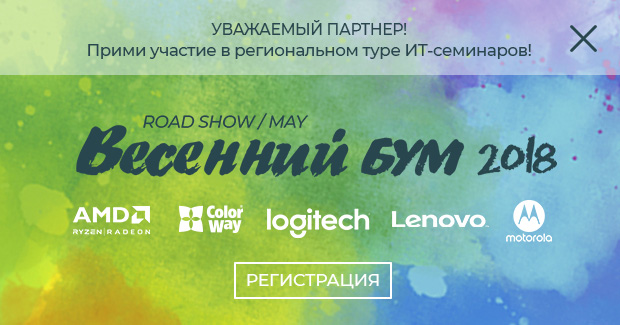 УВАЖАЕМЫЙ ПАРТНЕР!
Прими участие в региональном туре ИТ-семинаров!
ROAD SHOW / MAY
Весенний БУМ 2018
AMD
RYZEN | RADEON
Color Way
logitech
Lenovo
motorola
РЕГИСТРАЦИЯ